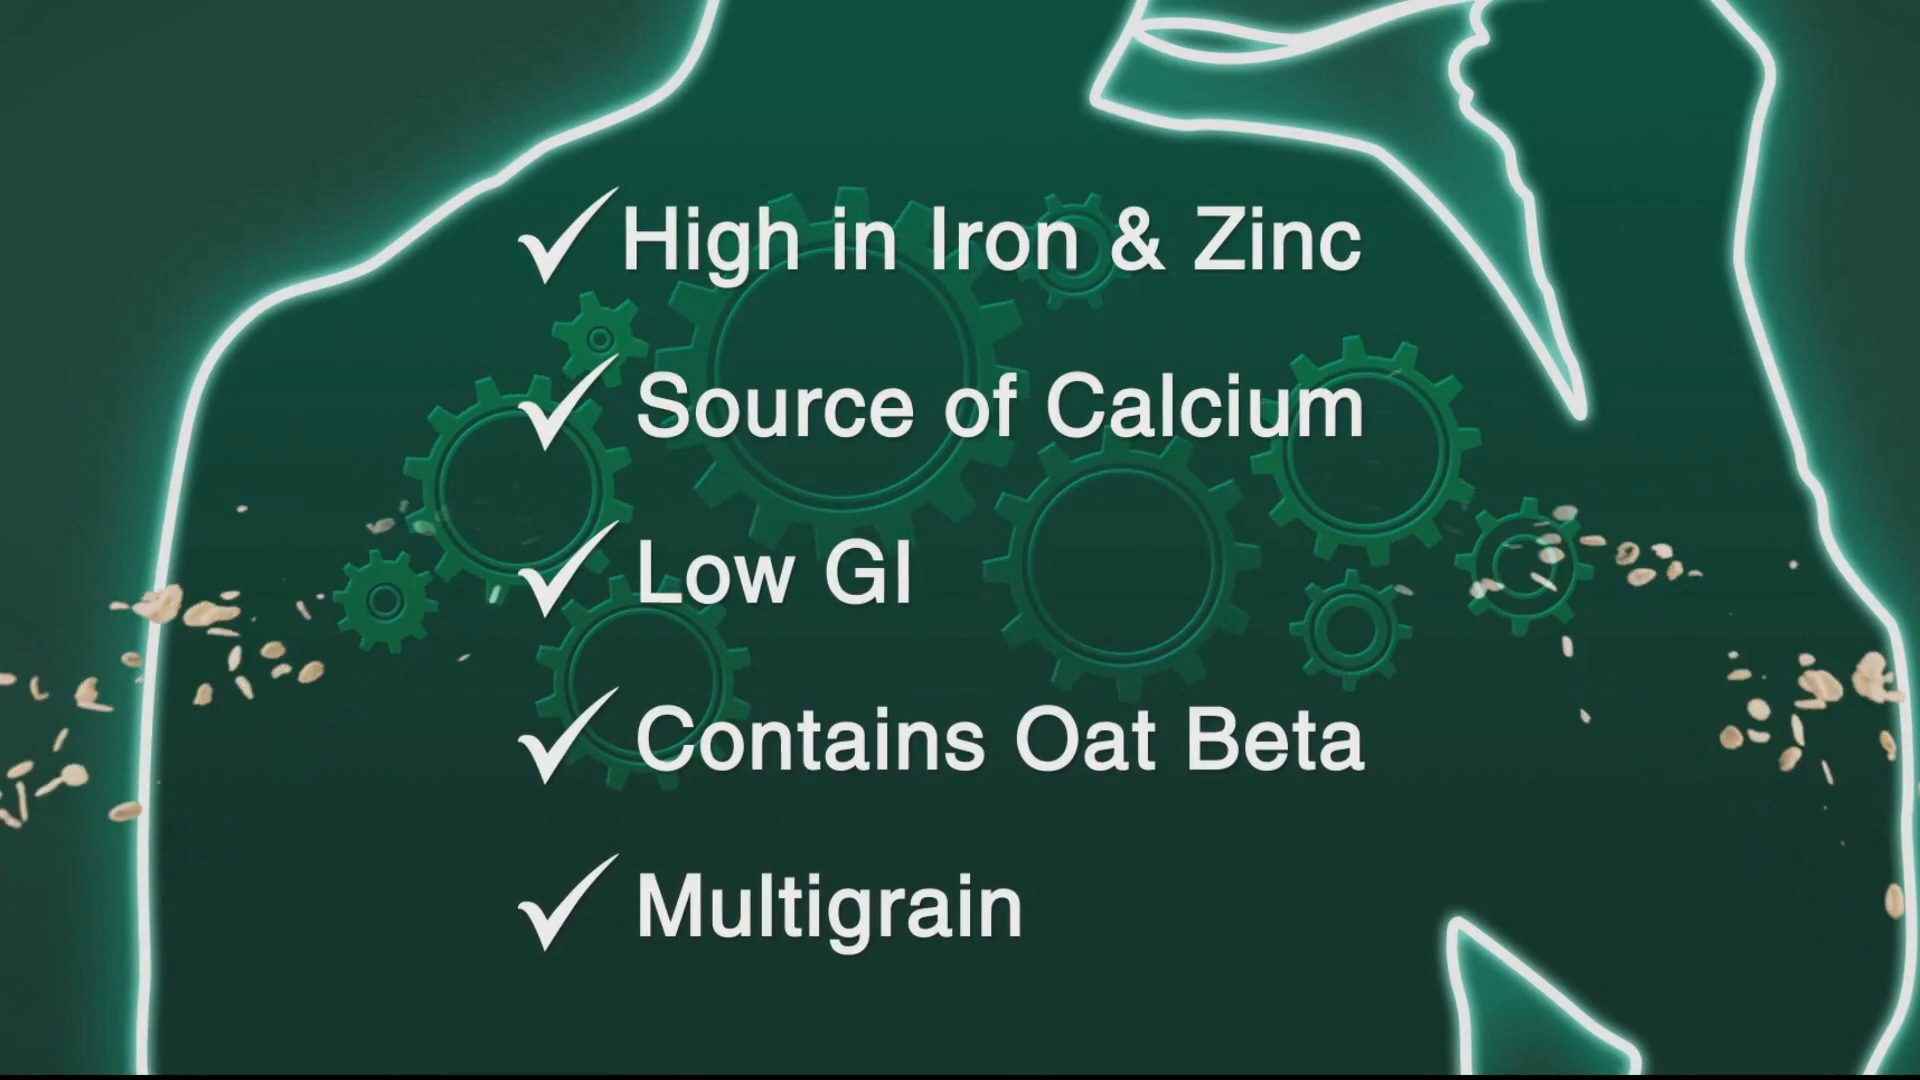 High in Iron & Zinc
Source of Calcium
Low GI
Contains Oat Beta
Multigrain